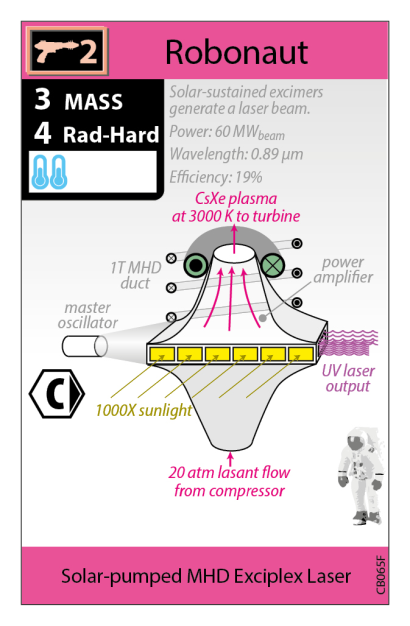 2
Robonaut
3 MASS
4 Rad-Hard
Solar-sustained excimers
generate a laser beam.
Power: 60 MWbeam
Wavelength: 0.89 μm
Efficiency: 19%
CsXe plasma
at 3000 K to turbine
1T MHD
duct
power
amplifier
master
oscillator
UV laser
output
C
1000X sunlight
20 atm lasant flow
from compressor
Solar-pumped MHD Exciplex Laser
CB065F